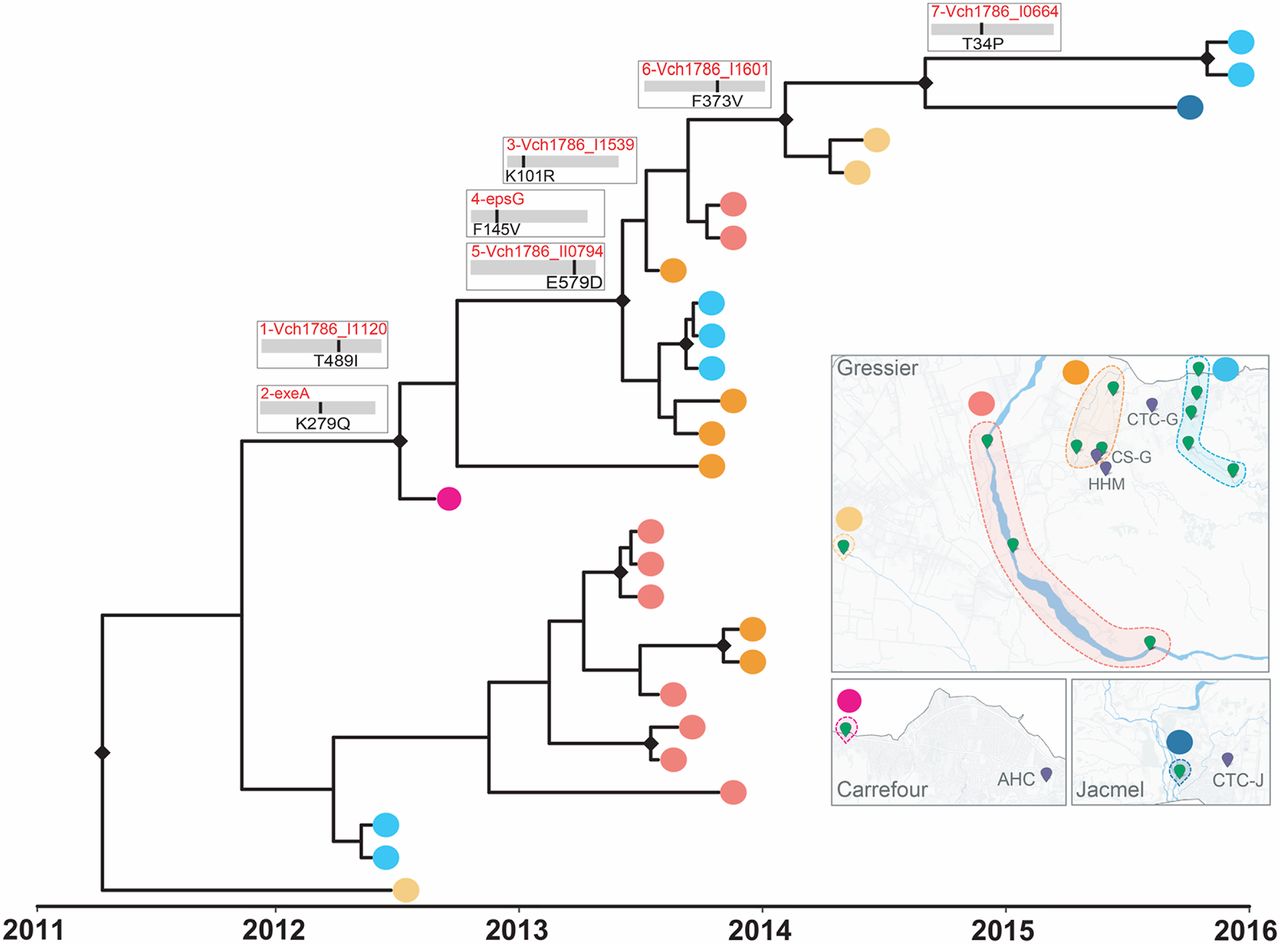 7-Vch1786_I0664
T34P
6-Vch1786_I1601
F373V
3-Vch1786_I1539
K101R
4-epsG
F145V
5-Vch1786_II0794
E579D
1-Vch1786_I1120
T489I
2-exeA
K279Q
Gressier
CTC-G
CS-G
HHM
Carrefour
AHC
Jacmel
CTC-J
2011 2012 2013 2014 2015 2016